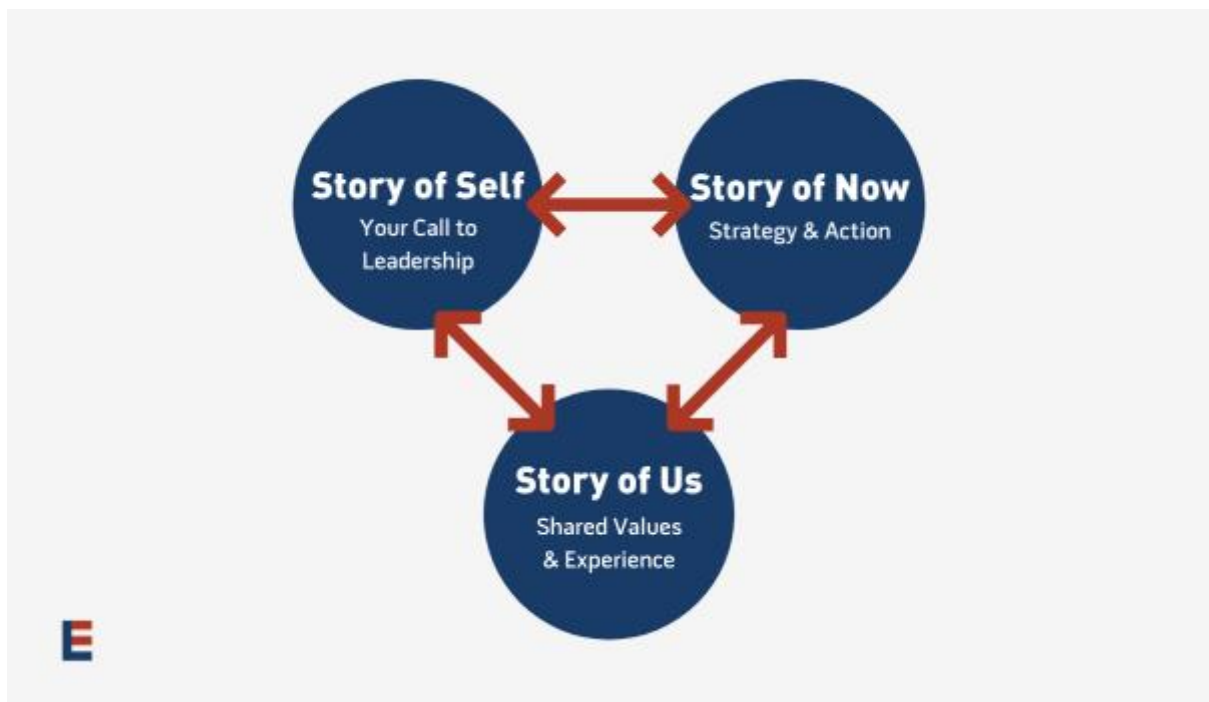 Story of Self
Your Call to
Leadership
Story of Now
Strategy & Action
Story of Us
Shared Values
& Experience
E